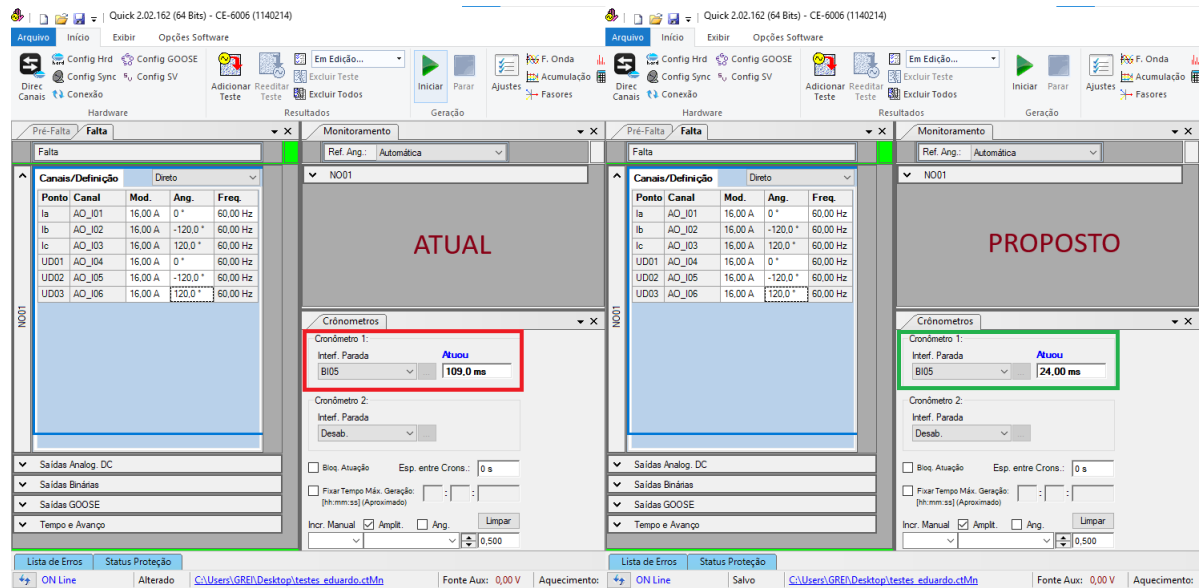 Quick 2.02.162 (64 Bits) - CE-6006 (1140214)
Arquivo Início Exibir Opções Software
Direc Canais
Config Hrd Config GOOSE
Config Sync Config SV
Conexão
Hardware
Adicionar Teste
Reeditar Teste
Em Edição...
Excluir Teste
Excluir Todos
Resultados
Iniciar Parar
Geração
Ajustes
F. Onda
Acumulação
Fasores
Pré-Falta Falta
Falta
Canais/Definição Direto
Ponto Canal Mod. Ang. Freq.
Ia AO_I01 16,00 A 0 ° 60,00 Hz
Ib AO_I02 16,00 A -120,0 ° 60,00 Hz
Ic AO_I03 16,00 A 120,0 ° 60,00 Hz
UD01 AO_I04 16,00 A 0 ° 60,00 Hz
UD02 AO_I05 16,00 A -120,0 ° 60,00 Hz
UD03 AO_I06 16,00 A 120,0 ° 60,00 Hz
NO01
Saídas Analog. DC
Saídas Binárias
Saídas GOOSE
Tempo e Avanço
Monitoramento
Ref. Ang.: Automática
NO01
ATUAL
Crônometros
Cronômetro 1:
Interf. Parada Atuou
BI05 ... 109,0 ms
Cronômetro 2:
Interf. Parada
Desab. ...
Bloq. Atuação Esp. entre Crons.: 0 s
Fixar Tempo Máx. Geração: : :
[hh:mm:ss] (Aproximado)
Incr. Manual Amplit. Ang. Limpar
0,500
Lista de Erros Status Proteção
ON Line Alterado C:\Users\GREI\Desktop\testes_eduardo.ctMn Fonte Aux: 0,00 V Aquecimento:
Quick 2.02.162 (64 Bits) - CE-6006 (1140214)
Arquivo Início Exibir Opções Software
Direc Canais
Config Hrd Config GOOSE
Config Sync Config SV
Conexão
Hardware
Adicionar Teste
Reeditar Teste
Em Edição...
Excluir Teste
Excluir Todos
Resultados
Iniciar Parar
Geração
Ajustes
F. Onda
Acumulação
Fasores
Pré-Falta Falta
Falta
Canais/Definição Direto
Ponto Canal Mod. Ang. Freq.
Ia AO_I01 16,00 A 0 ° 60,00 Hz
Ib AO_I02 16,00 A -120,0 ° 60,00 Hz
Ic AO_I03 16,00 A 120,0 ° 60,00 Hz
UD01 AO_I04 16,00 A 0 ° 60,00 Hz
UD02 AO_I05 16,00 A -120,0 ° 60,00 Hz
UD03 AO_I06 16,00 A 120,0 ° 60,00 Hz
NO01
Saídas Analog. DC
Saídas Binárias
Saídas GOOSE
Tempo e Avanço
Monitoramento
Ref. Ang.: Automática
NO01
PROPOSTO
Crônometros
Cronômetro 1:
Interf. Parada Atuou
BI05 ... 24,00 ms
Cronômetro 2:
Interf. Parada
Desab. ...
Bloq. Atuação Esp. entre Crons.: 0 s
Fixar Tempo Máx. Geração: : :
[hh:mm:ss] (Aproximado)
Incr. Manual Amplit. Ang. Limpar
0,500
Lista de Erros Status Proteção
ON Line Salvo C:\Users\GREI\Desktop\testes_eduardo.ctMn Fonte Aux: 0,00 V Aquecimento: